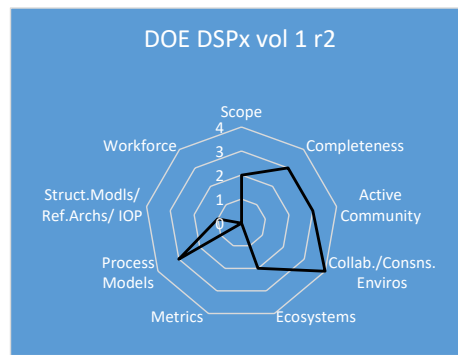 DOE DSPx vol 1 r2
Scope
4
3
2
1
0
Completeness
Active
Community
Collab./Consns.
Enviros
Ecosystems
Metrics
Process
Models
Struct.Modls/
Ref.Archs/ IOP
Workforce